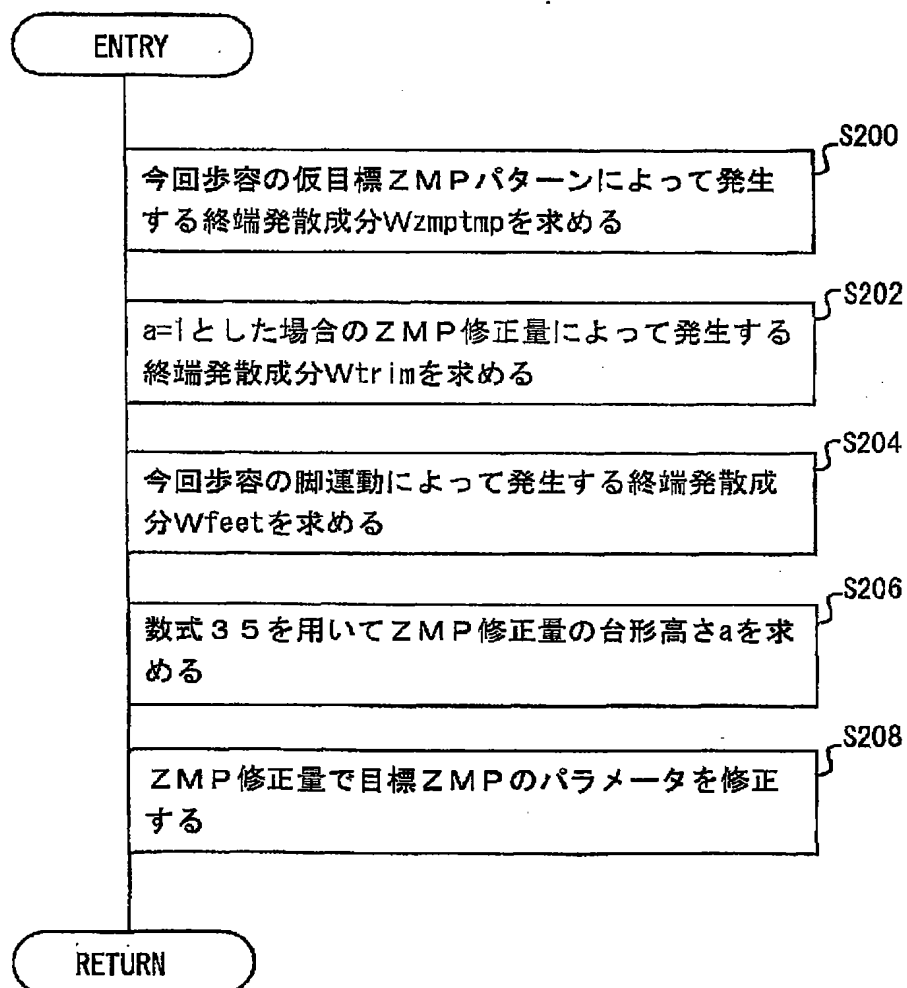 ENTRY
S200
今回歩容の仮目標ZMPパターンによって発生
する終端発散成分Wzmptmpを求める
S202
a=1とした場合のZMP修正量によって発生する
終端発散成分Wtrimを求める
S204
今回歩容の脚運動によって発生する終端発散成
分Wfeetを求める
S206
数式35を用いてZMP修正量の台形高さaを求
める
S208
ZMP修正量で目標ZMPのパラメータを修正
する
RETURN